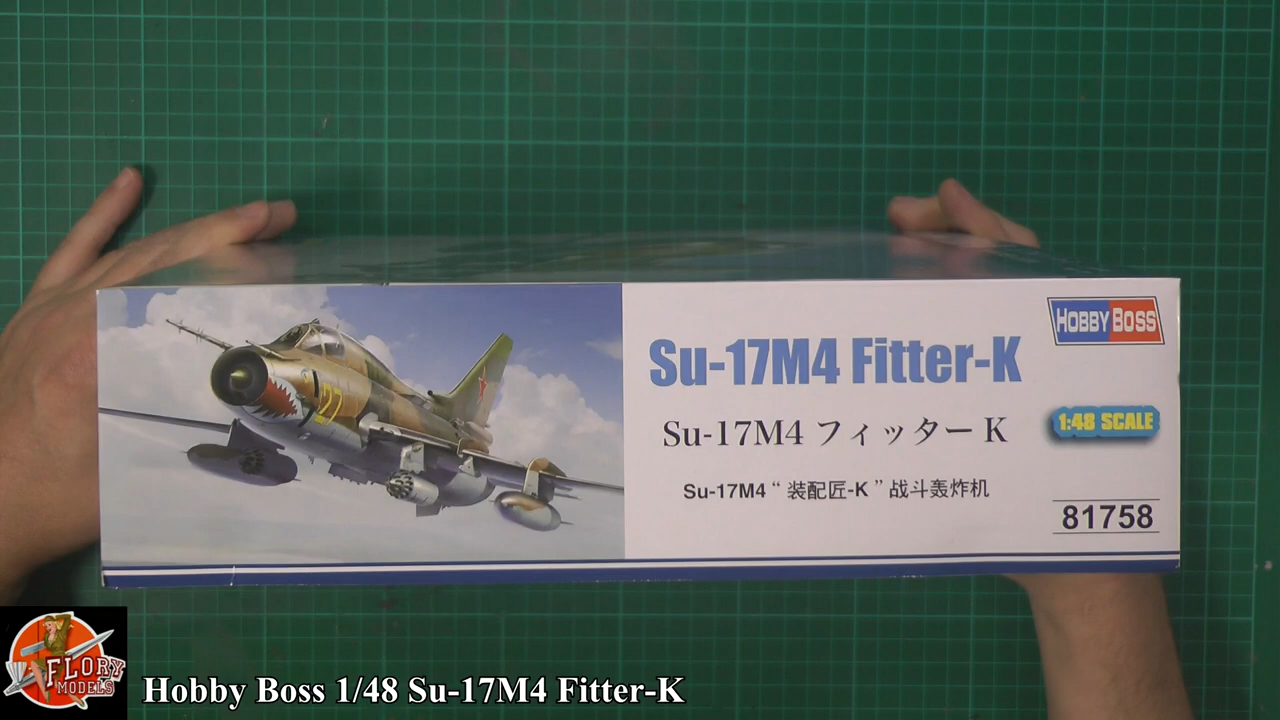 Su-17M4 Fitter-K
Su-17M4 フィッター K
Su-17M4 “ 装配匠-K ” 战斗轰炸机
HOBBY BOSS
1:48 SCALE
81758
22
FLORY
MODELS
Hobby Boss 1/48 Su-17M4 Fitter-K